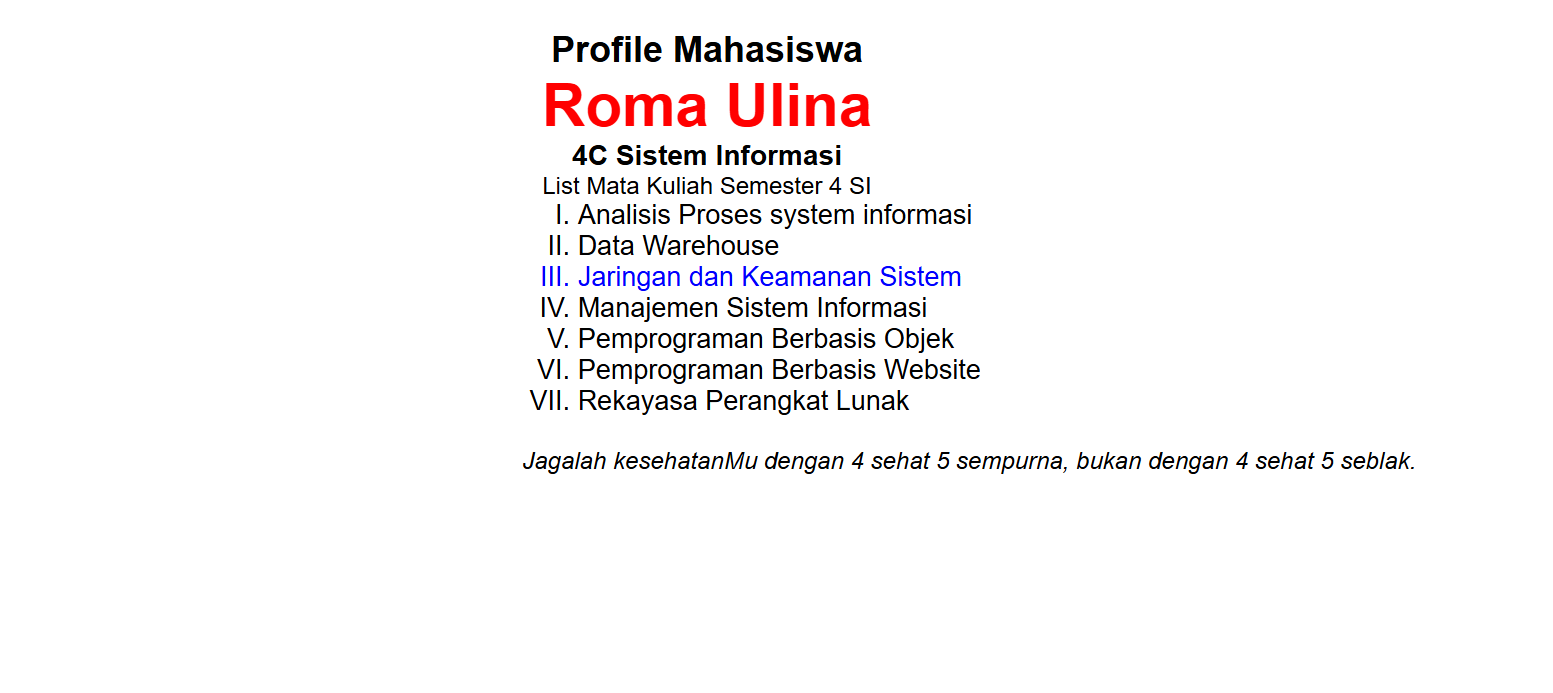 Profile Mahasiswa
Roma Ulina
4C Sistem Informasi
List Mata Kuliah Semester 4 SI
I. Analisis Proses system informasi
II. Data Warehouse
III. Jaringan dan Keamanan Sistem
IV. Manajemen Sistem Informasi
V. Pemprograman Berbasis Objek
VI. Pemprograman Berbasis Website
VII. Rekayasa Perangkat Lunak
Jagalah kesehatanMu dengan 4 sehat 5 sempurna, bukan dengan 4 sehat 5 seblak.